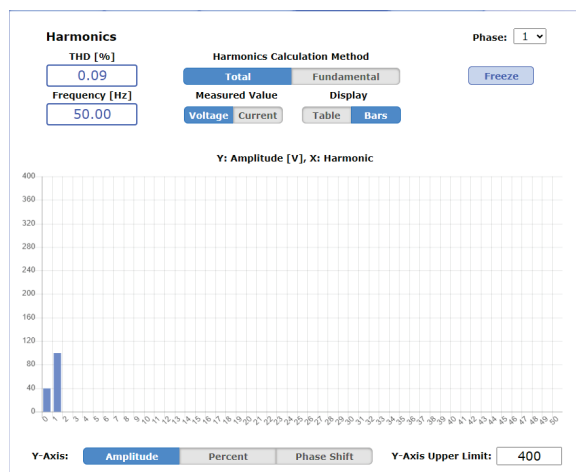 Harmonics
Phase: 1
THD [%]
Harmonics Calculation Method
0.09
Total Fundamental
Freeze
Frequency [Hz]
Measured Value Display
50.00
Voltage Current Table Bars
Y: Amplitude [V], X: Harmonic
400
360
320
280
240
200
160
120
80
40
0
0 1 2 3 4 5 6 7 8 9 10 11 12 13 14 15 16 17 18 19 20 21 22 23 24 25 26 27 28 29 30 31 32 33 34 35 36 37 38 39 40 41 42 43 44 45 46 47 48 49 50
Y-Axis: Amplitude Percent Phase Shift Y-Axis Upper Limit: 400